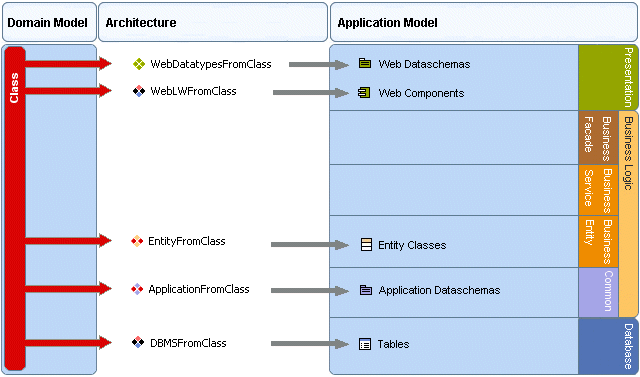 Domain Model
Architecture
Application Model
Class
WebDatatypesFromClass
Web Dataschemas
WebLWFromClass
Web Components
Presentation
Business Facade
Business Service
Business Entity
Common
Business Logic
EntityFromClass
Entity Classes
ApplicationFromClass
Application Dataschemas
DBMSFromClass
Tables
Database